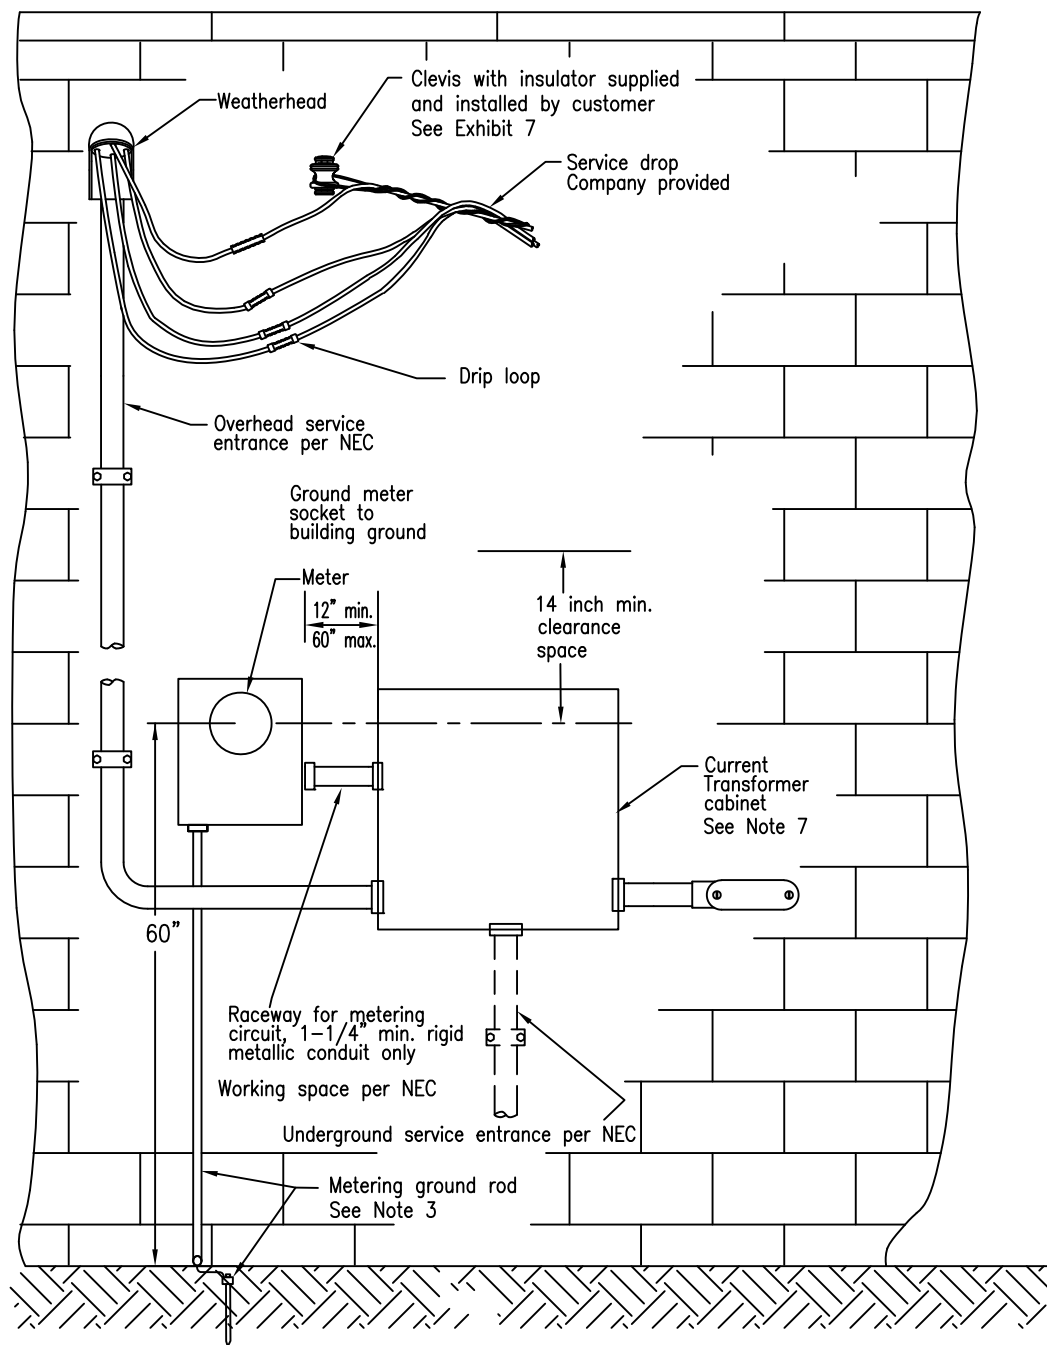 Clevis with insulator supplied
and installed by customer
See Exhibit 7
Weatherhead
Service drop
Company provided
Drip loop
Overhead service
entrance per NEC
Ground meter
socket to
building ground
Meter
12" min.
60" max.
14 inch min.
clearance
space
Current
Transformer
cabinet
See Note 7
60"
Raceway for metering
circuit, 1-1/4" min. rigid
metallic conduit only
Working space per NEC
Underground service entrance per NEC
Metering ground rod
See Note 3